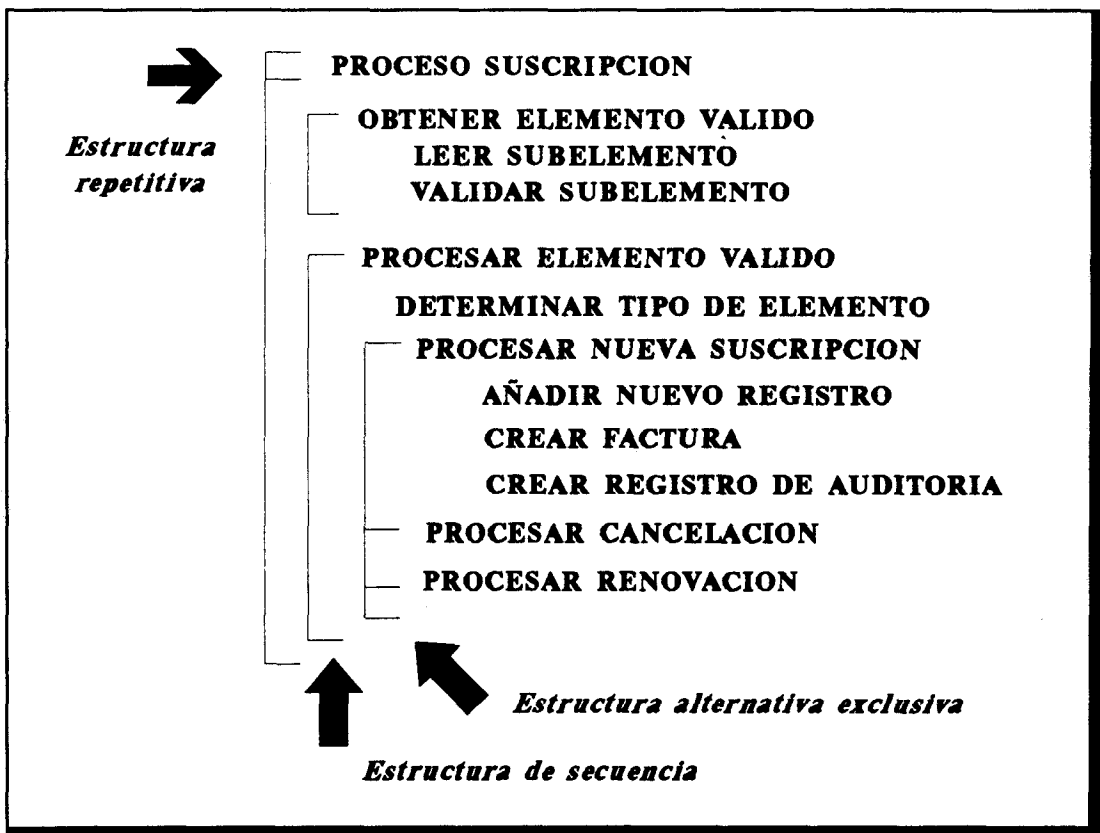 PROCESO SUSCRIPCION
Estructura
repetitiva
OBTENER ELEMENTO VALIDO
LEER SUBELEMENTO
VALIDAR SUBELEMENTO
PROCESAR ELEMENTO VALIDO
DETERMINAR TIPO DE ELEMENTO
PROCESAR NUEVA SUSCRIPCION
AÑADIR NUEVO REGISTRO
CREAR FACTURA
CREAR REGISTRO DE AUDITORIA
PROCESAR CANCELACION
PROCESAR RENOVACION
Estructura alternativa exclusiva
Estructura de secuencia